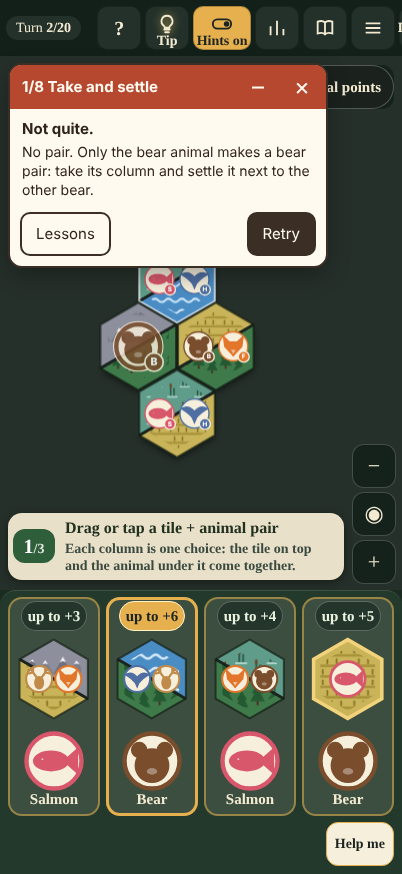 Turn 2/20
?
Tip
Hints on
1/8 Take and settle
al points
Not quite.
No pair. Only the bear animal makes a bear
pair: take its column and settle it next to the
other bear.
Lessons
Retry
S
H
B
B
F
S
H
1/3
Drag or tap a tile + animal pair
Each column is one choice: the tile on top
and the animal under it come together.
up to +3
up to +6
up to +4
up to +5
Salmon
Bear
Salmon
Bear
Help me